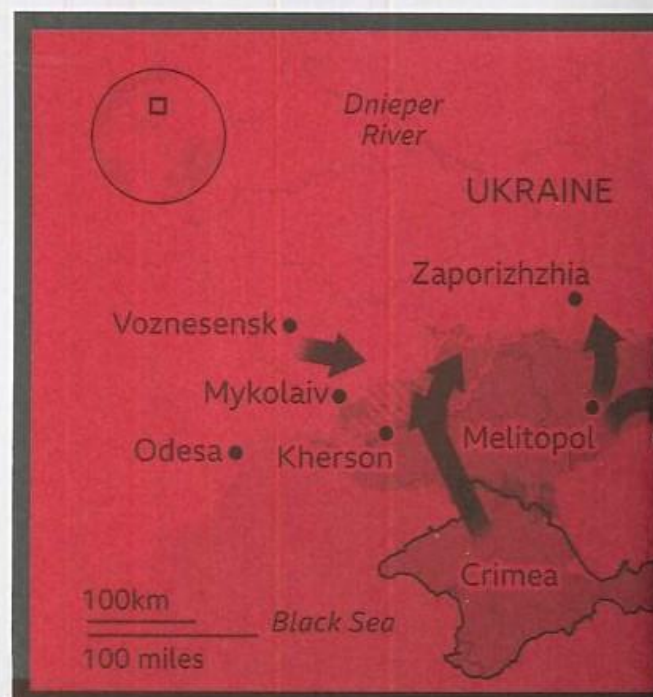 Dnieper
River
UKRAINE
Zaporizhzhia
Voznesensk
Mykolaiv
Odesa
Kherson
Melitopol
Crimea
100km
Black Sea
100 miles